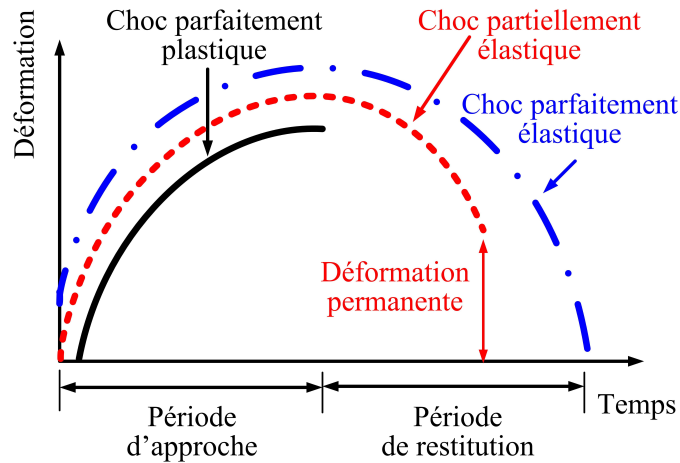 Choc parfaitement
plastique
Choc partiellement
élastique
Choc parfaitement
élastique
Déformation
Déformation
permanente
Temps
Période
d’approche
Période
de restitution